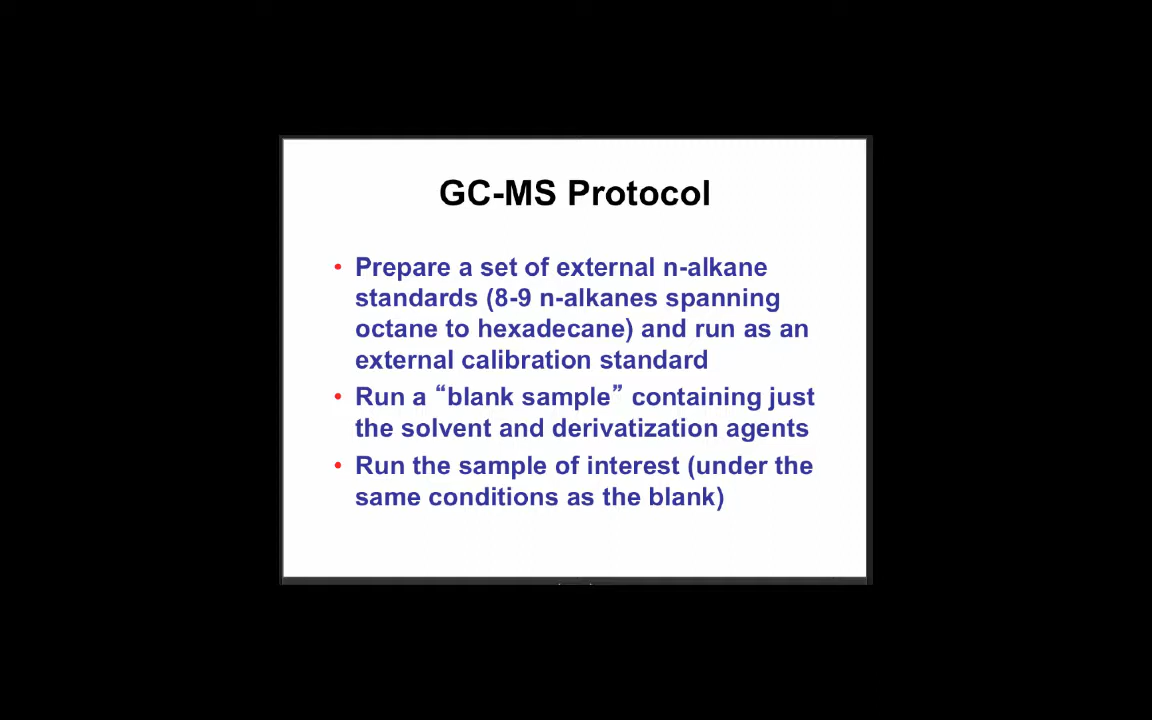 GC-MS Protocol
• Prepare a set of external n-alkane
standards (8-9 n-alkanes spanning
octane to hexadecane) and run as an
external calibration standard
• Run a “blank sample” containing just
the solvent and derivatization agents
• Run the sample of interest (under the
same conditions as the blank)